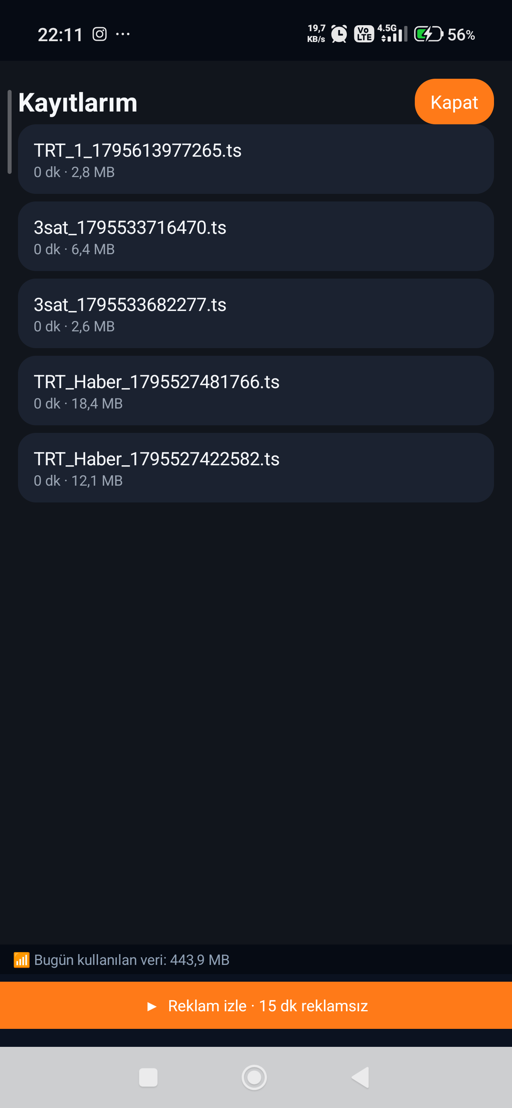 22:11 ...
19,7 KB/s Vo LTE 4.5G 56%
Kayıtlarım
Kapat
TRT_1_1795613977265.ts
0 dk · 2,8 MB
3sat_1795533716470.ts
0 dk · 6,4 MB
3sat_1795533682277.ts
0 dk · 2,6 MB
TRT_Haber_1795527481766.ts
0 dk · 18,4 MB
TRT_Haber_1795527422582.ts
0 dk · 12,1 MB
📶 Bugün kullanılan veri: 443,9 MB
► Reklam izle · 15 dk reklamsız